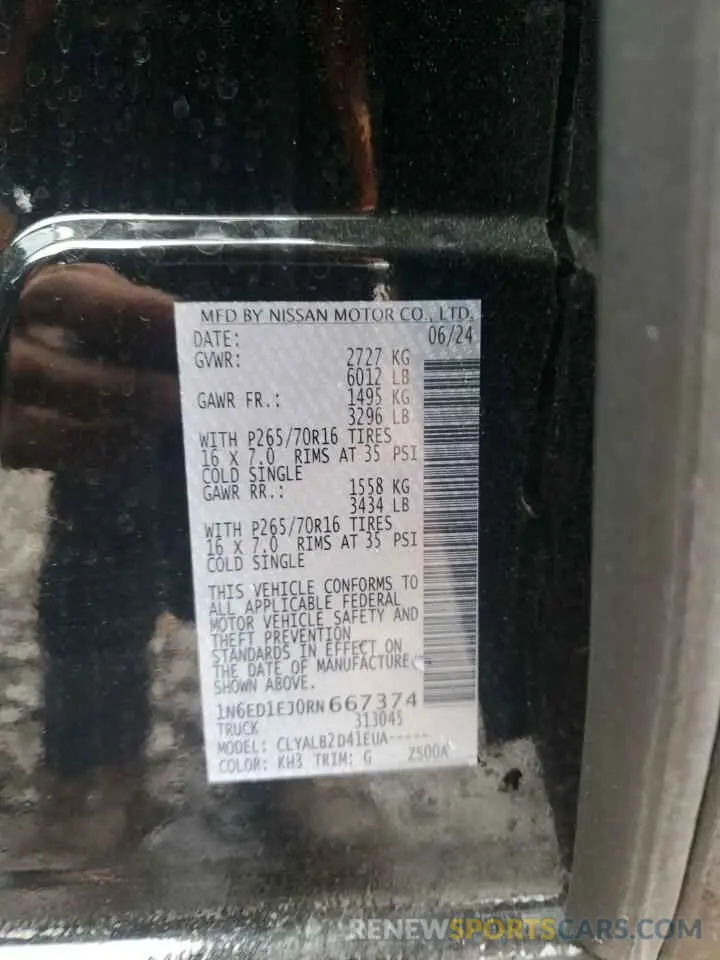 MFD BY NISSAN MOTOR CO., LTD.
DATE: 06/24
GVWR: 2727 KG
6012 LB
GAWR FR.: 1495 KG
3296 LB
WITH P265/70R16 TIRES
16 X 7.0 RIMS AT 35 PSI
COLD SINGLE
GAWR RR.: 1558 KG
3434 LB
WITH P265/70R16 TIRES
16 X 7.0 RIMS AT 35 PSI
COLD SINGLE
THIS VEHICLE CONFORMS TO
ALL APPLICABLE FEDERAL
MOTOR VEHICLE SAFETY AND
THEFT PREVENTION
STANDARDS IN EFFECT ON
THE DATE OF MANUFACTURE
SHOWN ABOVE.
1N6ED1EJ0RN667374
TRUCK 313045
MODEL: CLYALB2D41EUA-----
COLOR: KH3 TRIM: G Z500A
RENEWSPORTSCARS.COM